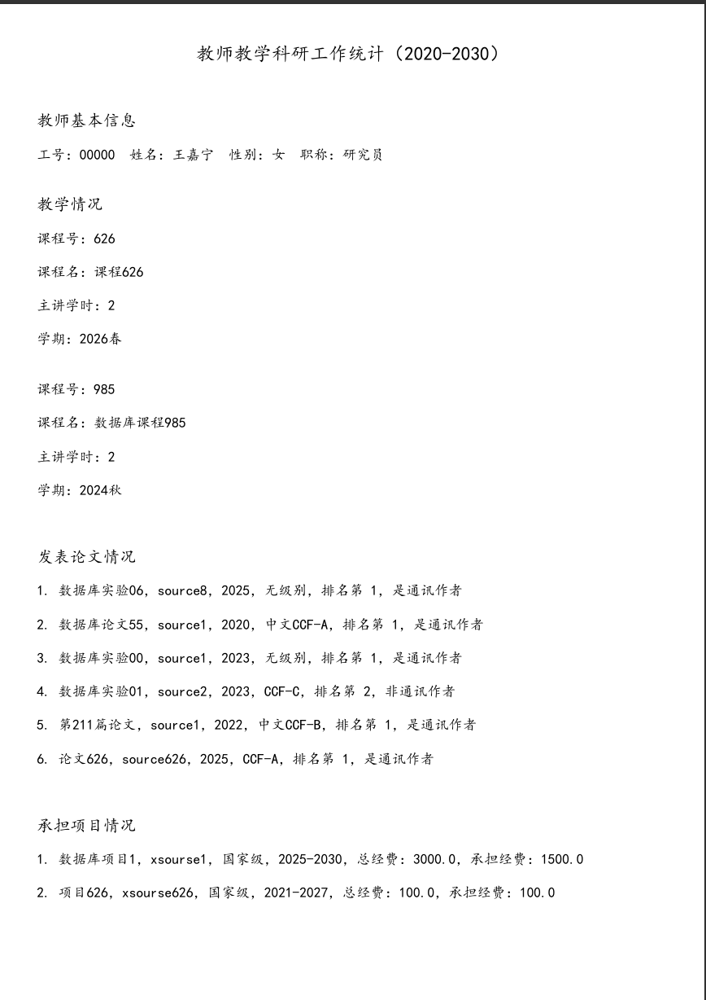 教师教学科研工作统计（2020-2030）
教师基本信息
工号：00000 姓名：王嘉宁 性别：女 职称：研究员
教学情况
课程号：626
课程名：课程626
主讲学时：2
学期：2026春
课程号：985
课程名：数据库课程985
主讲学时：2
学期：2024秋
发表论文情况
1. 数据库实验06，source8，2025，无级别，排名第 1，是通讯作者
2. 数据库论文55，source1，2020，中文CCF-A，排名第 1，是通讯作者
3. 数据库实验00，source1，2023，无级别，排名第 1，是通讯作者
4. 数据库实验01，source2，2023，CCF-C，排名第 2，非通讯作者
5. 第211篇论文，source1，2022，中文CCF-B，排名第 1，是通讯作者
6. 论文626，source626，2025，CCF-A，排名第 1，是通讯作者
承担项目情况
1. 数据库项目1，xsourse1，国家级，2025-2030，总经费：3000.0，承担经费：1500.0
2. 项目626，xsourse626，国家级，2021-2027，总经费：100.0，承担经费：100.0